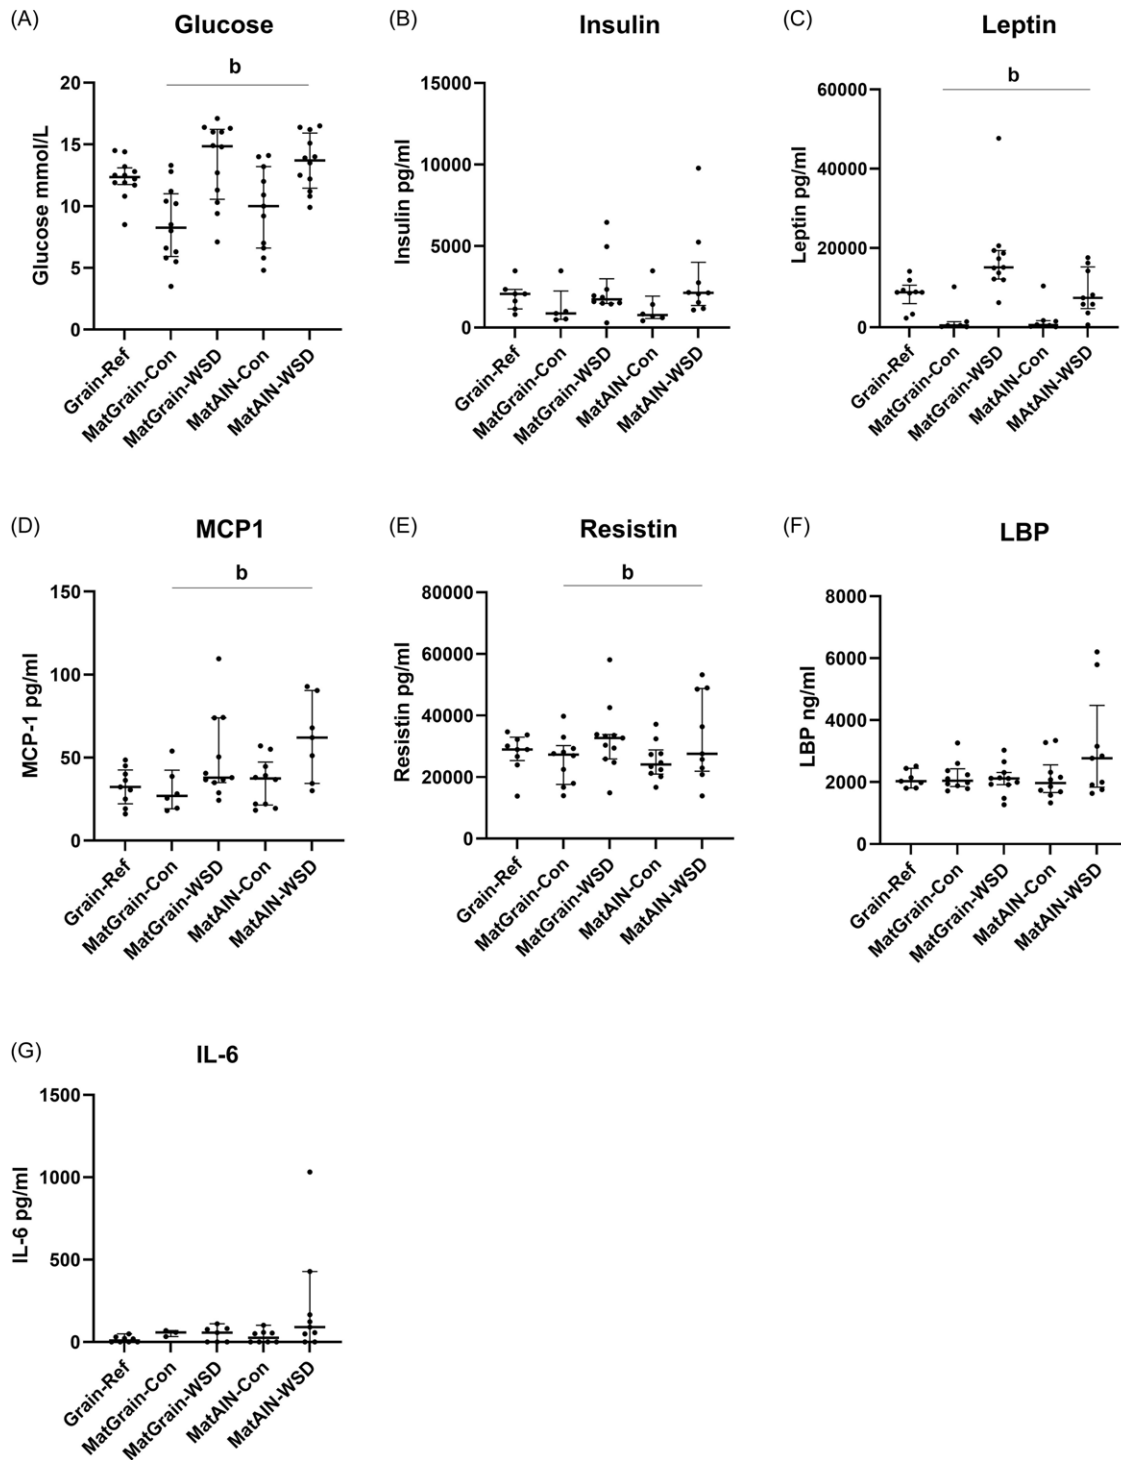 (A)
Glucose
b
Glucose mmol/L
20
15
10
5
0
Grain-Ref
MatGrain-Con
MatGrain-WSD
MatAIN-Con
MatAIN-WSD
(B)
Insulin
Insulin pg/ml
15000
10000
5000
0
Grain-Ref
MatGrain-Con
MatGrain-WSD
MatAIN-Con
MatAIN-WSD
(C)
Leptin
b
Leptin pg/ml
60000
40000
20000
0
Grain-Ref
MatGrain-Con
MatGrain-WSD
MatAIN-Con
MAtAIN-WSD
(D)
MCP1
b
MCP-1 pg/ml
150
100
50
0
Grain-Ref
MatGrain-Con
MatGrain-WSD
MatAIN-Con
MatAIN-WSD
(E)
Resistin
b
Resistin pg/ml
80000
60000
40000
20000
0
Grain-Ref
MatGrain-Con
MatGrain-WSD
MatAIN-Con
MatAIN-WSD
(F)
LBP
LBP ng/ml
8000
6000
4000
2000
0
Grain-Ref
MatGrain-Con
MatGrain-WSD
MatAIN-Con
MatAIN-WSD
(G)
IL-6
IL-6 pg/ml
1500
1000
500
0
Grain-Ref
MatGrain-Con
MatGrain-WSD
MatAIN-Con
MatAIN-WSD